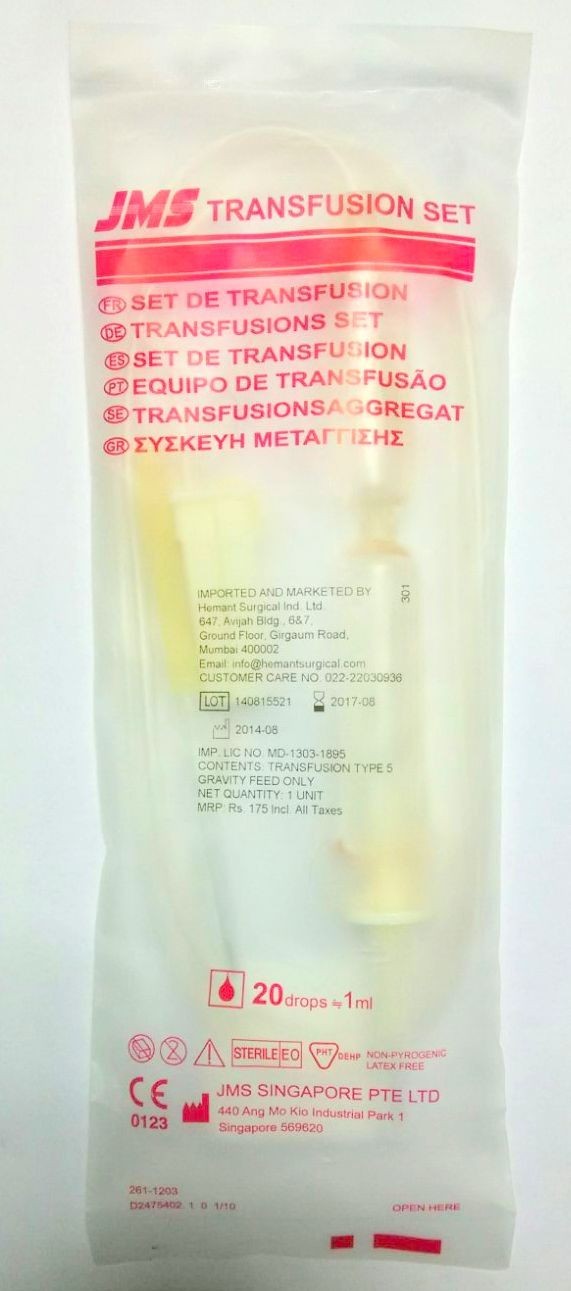 JMS TRANSFUSION SET
FR SET DE TRANSFUSION
DE TRANSFUSIONS SET
ES SET DE TRANSFUSION
PT EQUIPO DE TRANSFUSÃO
SE TRANSFUSIONSAGGREGAT
GR ΣΥΣΚΕΥΗ ΜΕΤΑΓΓΙΣΗΣ
301
IMPORTED AND MARKETED BY
Hemant Surgical Ind. Ltd.
647, Avijah Bldg., 6&7,
Ground Floor, Girgaum Road,
Mumbai 400002
Email: info@hemantsurgical.com
CUSTOMER CARE NO. 022-22030936
LOT 140815521 2017-08
2014-08
IMP. LIC NO. MD-1303-1895
CONTENTS: TRANSFUSION TYPE 5
GRAVITY FEED ONLY
NET QUANTITY: 1 UNIT
MRP: Rs. 175 Incl. All Taxes
20 drops ≒ 1ml
2 STERILE EO PHT DEHP NON-PYROGENIC
LATEX FREE
CE
0123
JMS SINGAPORE PTE LTD
440 Ang Mo Kio Industrial Park 1
Singapore 569620
261-1203
D2475402. 1 0 1/10
OPEN HERE